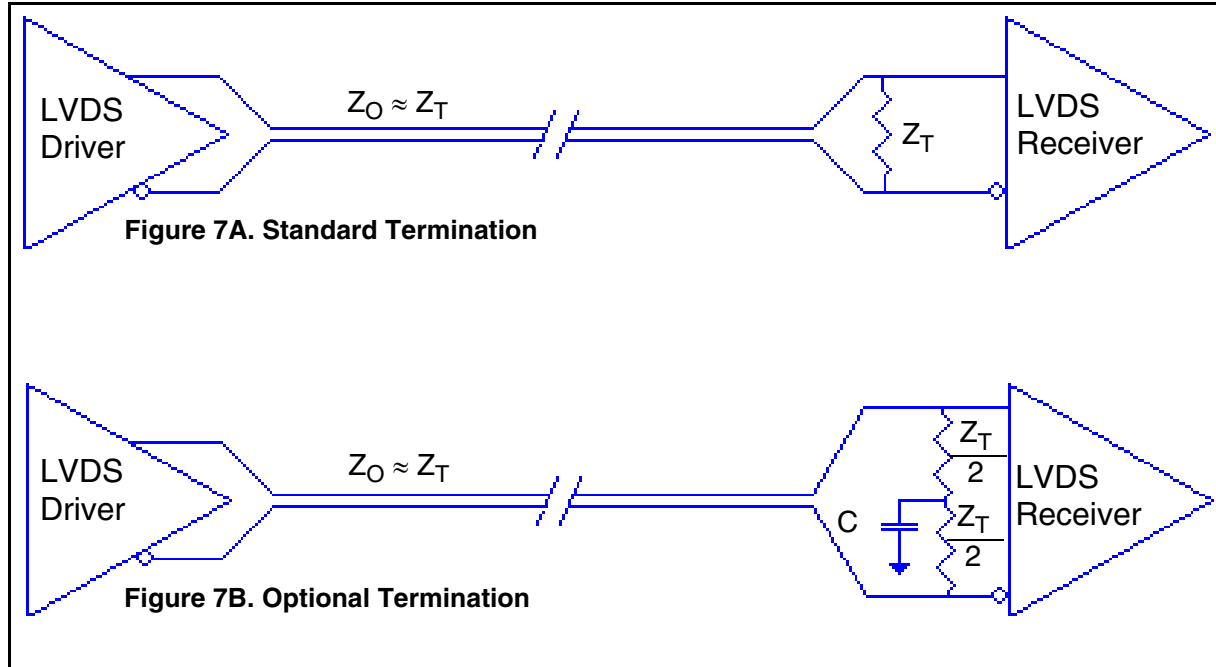 LVDS
Driver
Z_O ≈ Z_T
Z_T
LVDS
Receiver
Figure 7A. Standard Termination
LVDS
Driver
Z_O ≈ Z_T
C
Z_T
2
Z_T
2
LVDS
Receiver
Figure 7B. Optional Termination